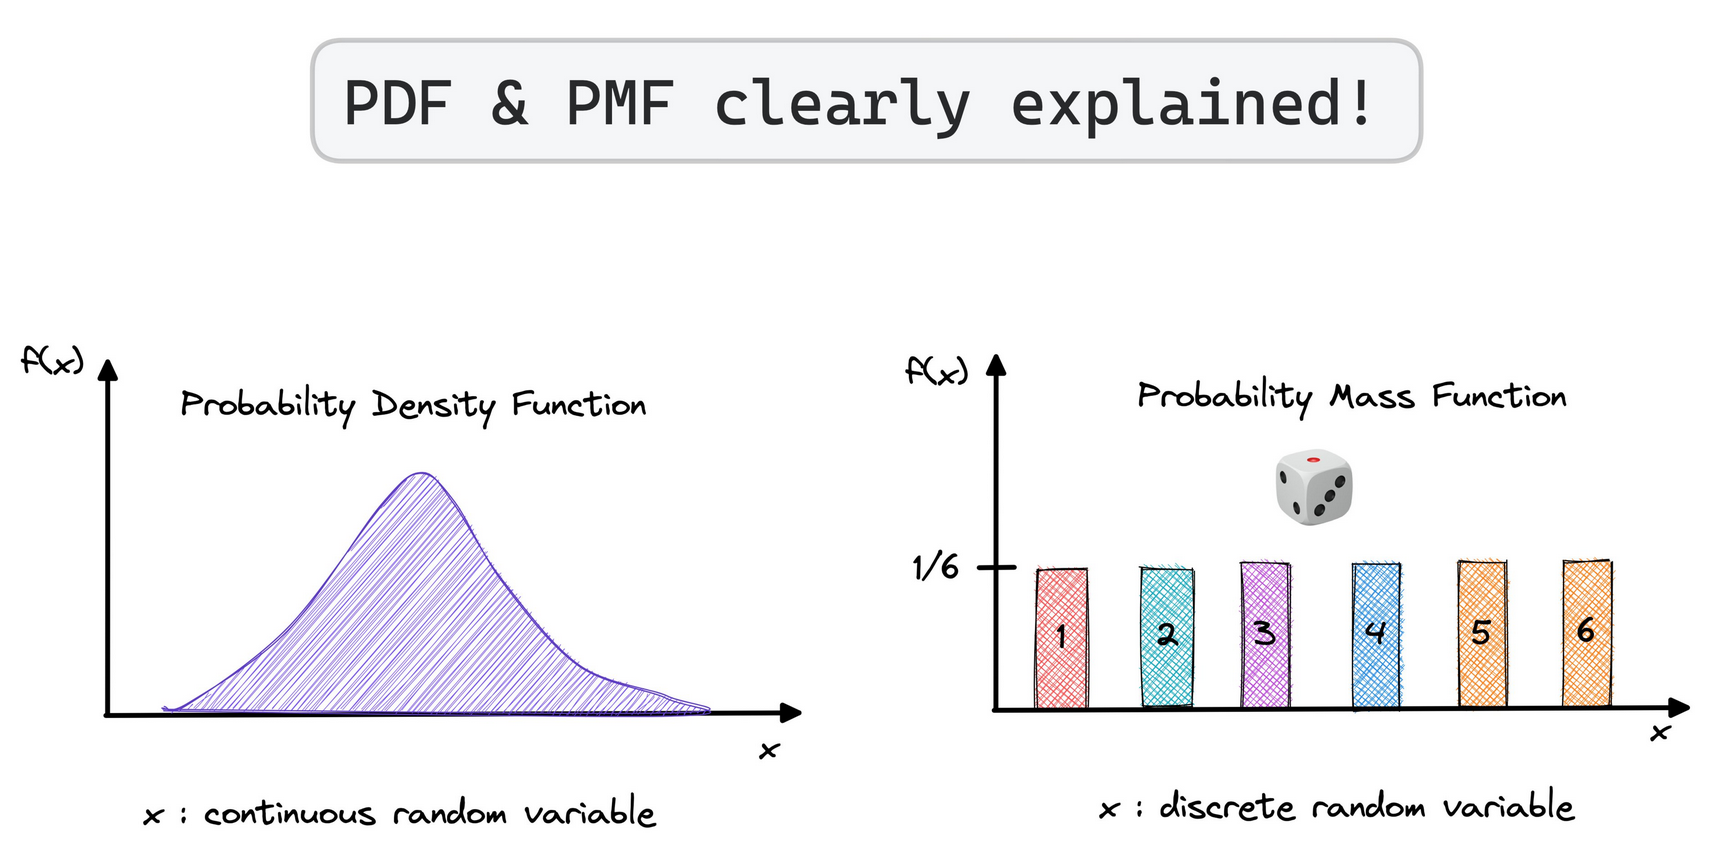 PDF & PMF clearly explained!
f(x)
Probability Density Function
x
x : continuous random variable
f(x)
Probability Mass Function
1/6
1
2
3
4
5
6
x
x : discrete random variable